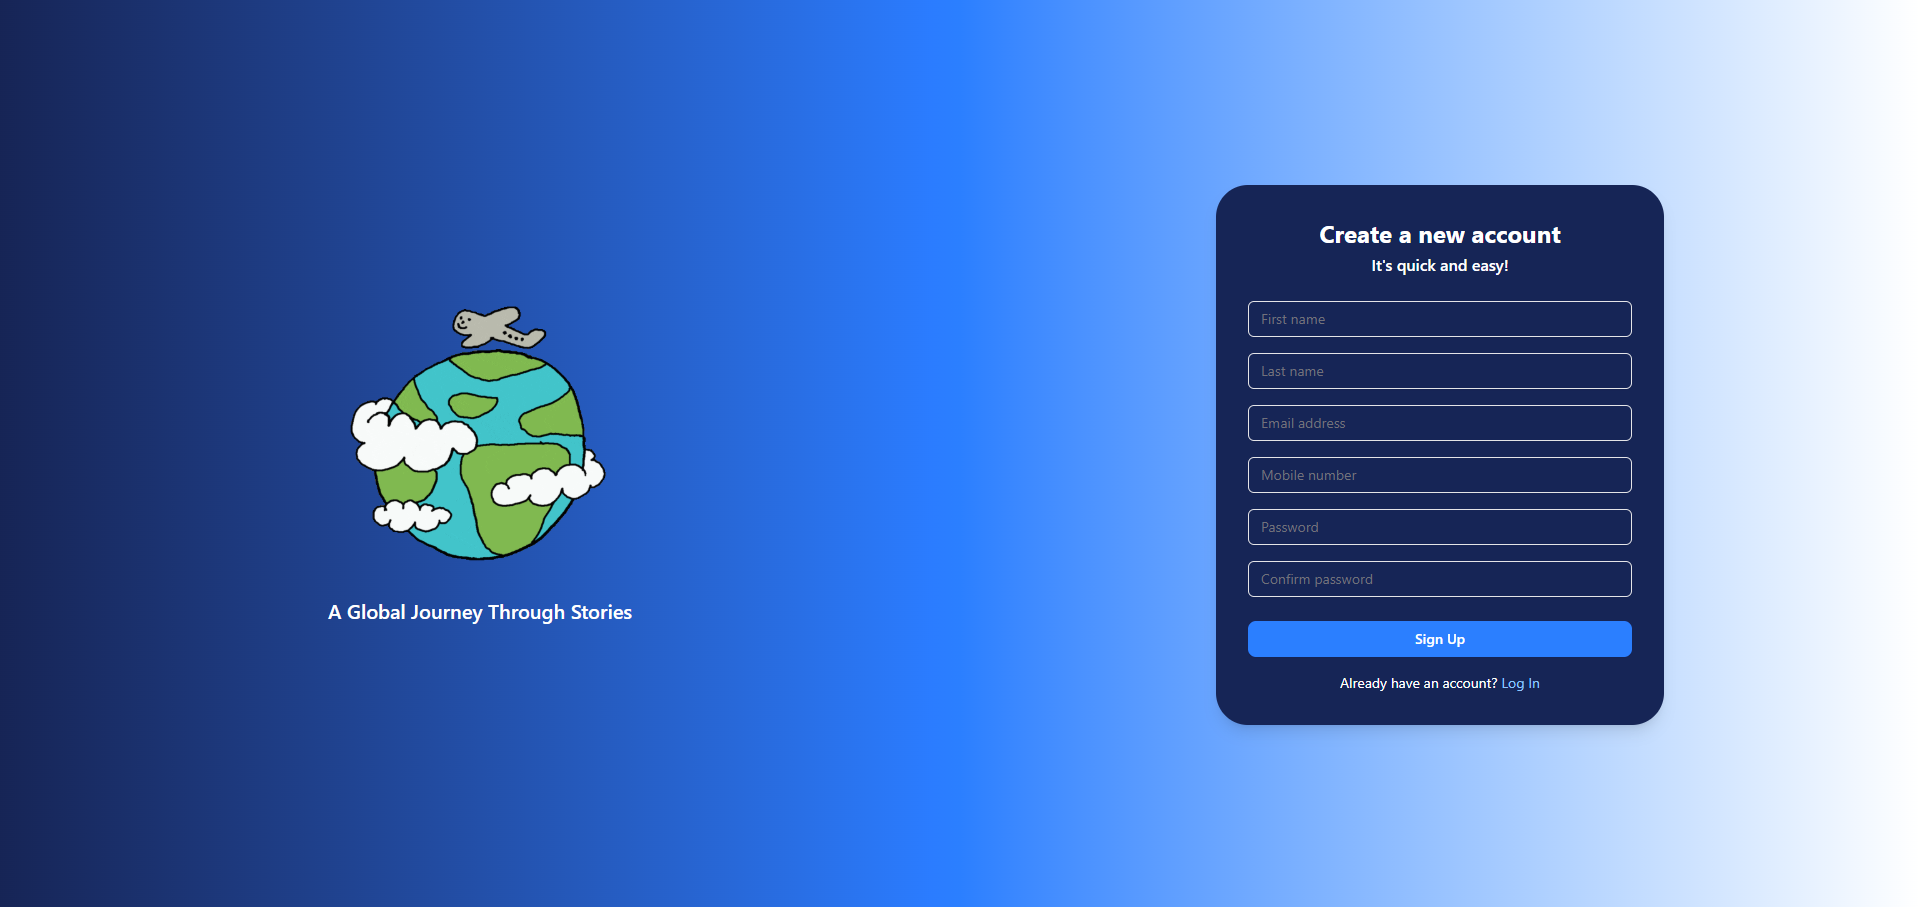 A Global Journey Through Stories
Create a new account
It's quick and easy!
First name
Last name
Email address
Mobile number
Password
Confirm password
Sign Up
Already have an account? Log In